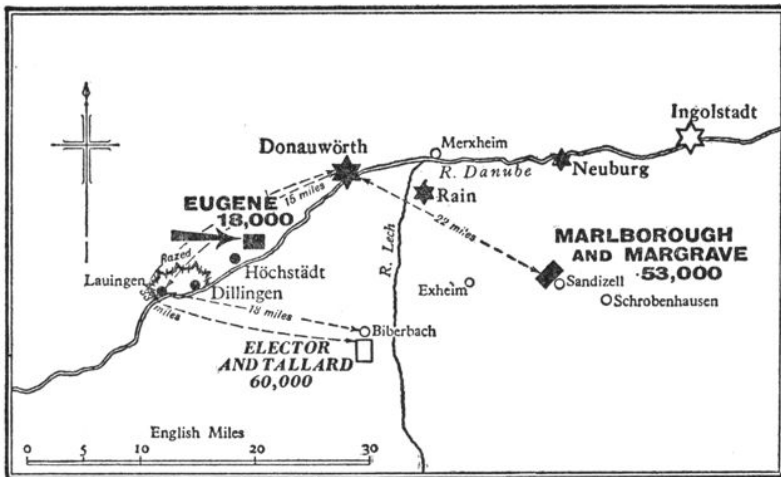 Ingolstadt
Donauwörth
Merxheim
R. Danube
Neuburg
15 miles
EUGENE
18,000
Rain
22 miles
Razed
R. Lech
MARLBOROUGH
AND MARGRAVE
53,000
Lauingen
Höchstädt
Dillingen
Exheim
Sandizell
Schrobenhausen
miles
18 miles
Biberbach
ELECTOR
AND TALLARD
60,000
English Miles
0 5 10 20 30